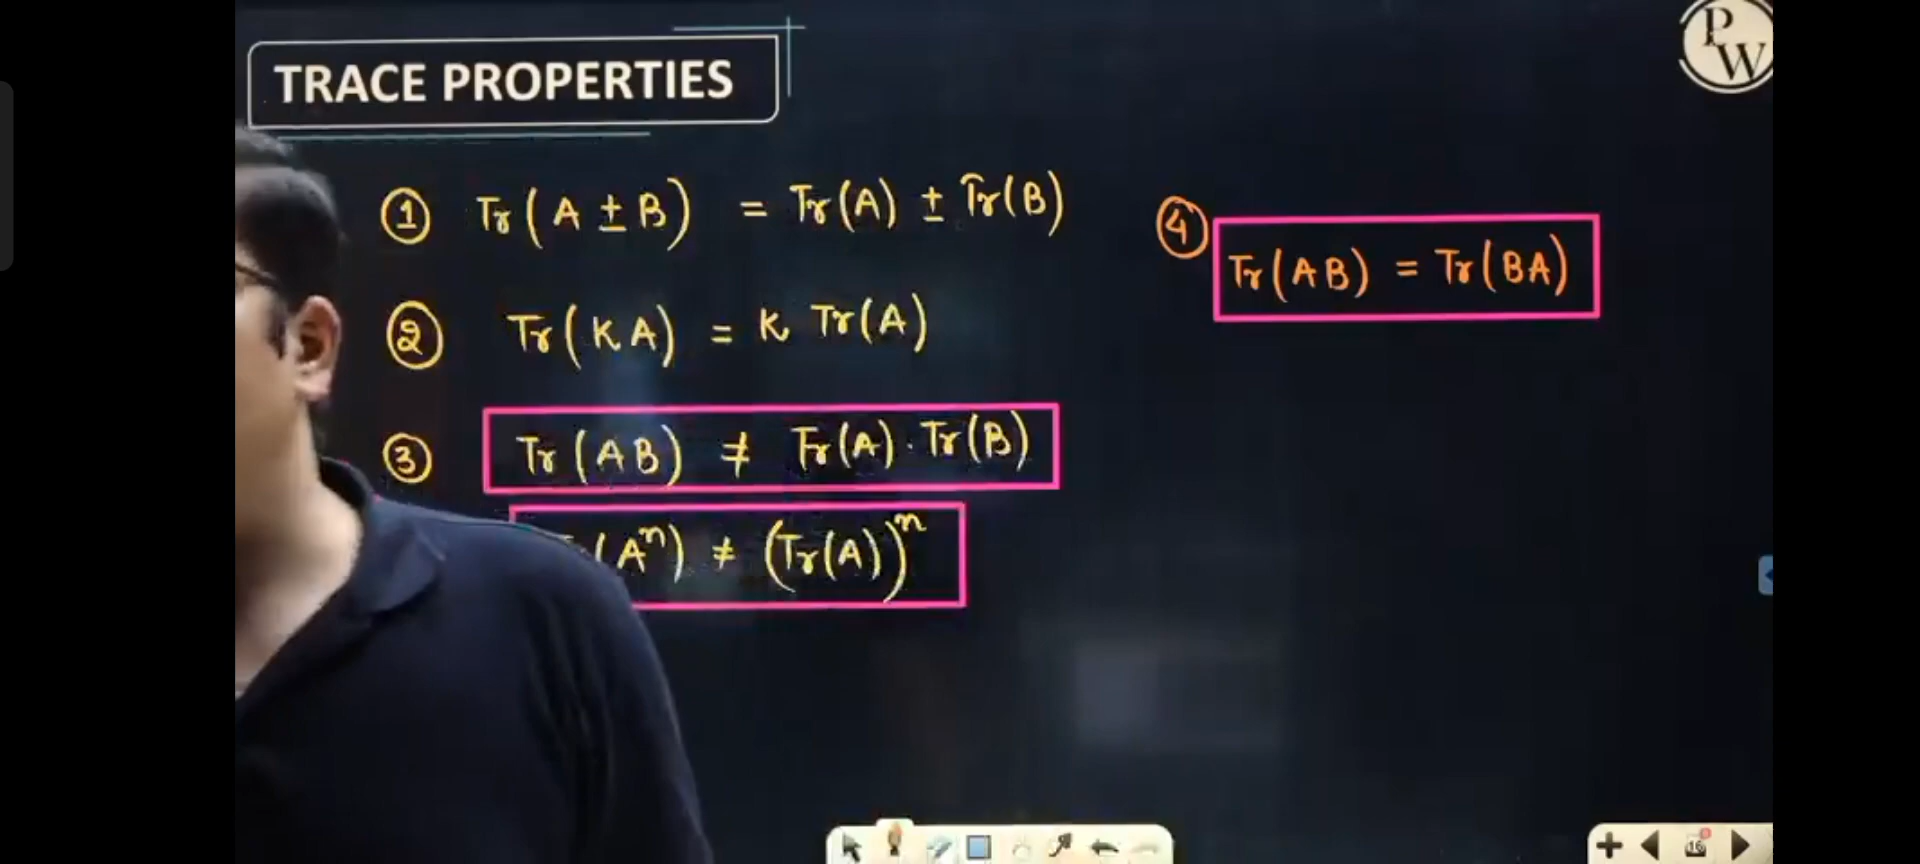 PW
TRACE PROPERTIES
① Tr(A ± B) = Tr(A) ± Tr(B)
② Tr(KA) = K Tr(A)
③ Tr(AB) ≠ Tr(A) · Tr(B)
(Aⁿ) ≠ (Tr(A))ⁿ
④ Tr(AB) = Tr(BA)
16